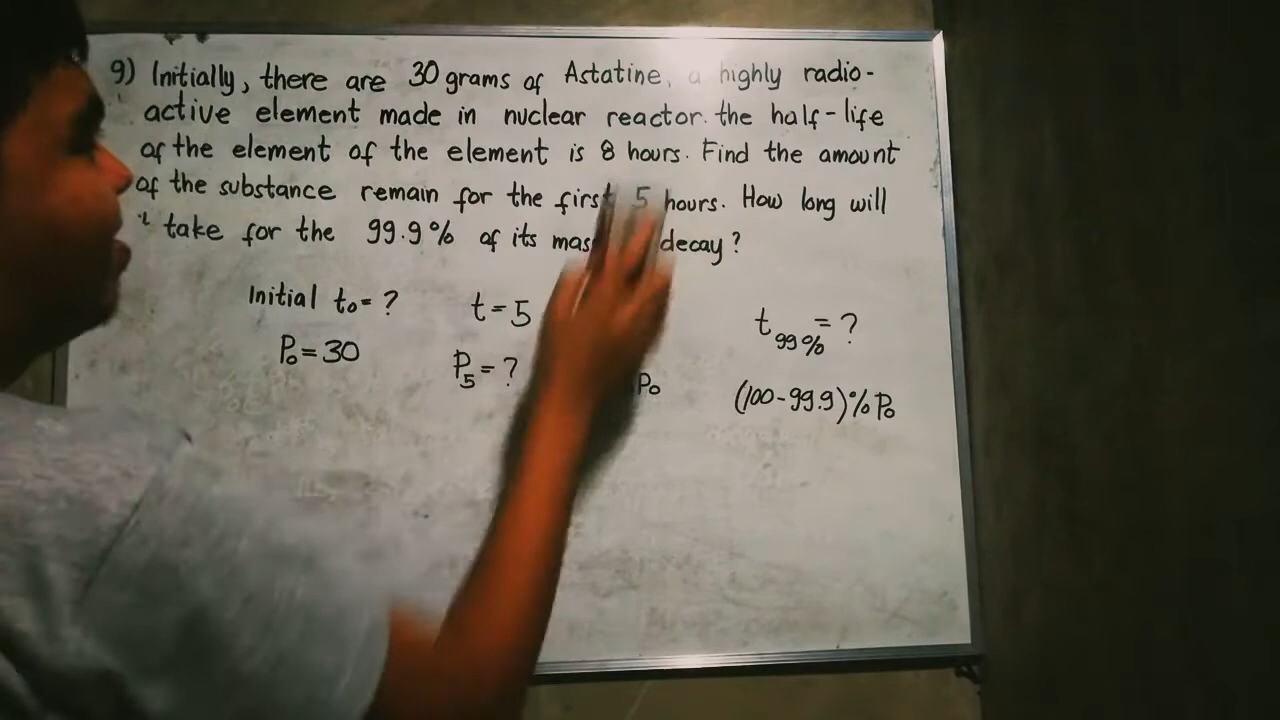 9) Initially, there are 30 grams of Astatine, a highly radio-
active element made in nuclear reactor. the half-life
of the element of the element is 8 hours. Find the amount
of the substance remain for the first 5 hours. How long will
take for the 99.9% of its mas decay?
Initial t₀ = ? t = 5 t₉₉% = ?
P₀ = 30 P₅ = ? P₀ (100-99.9)% P₀